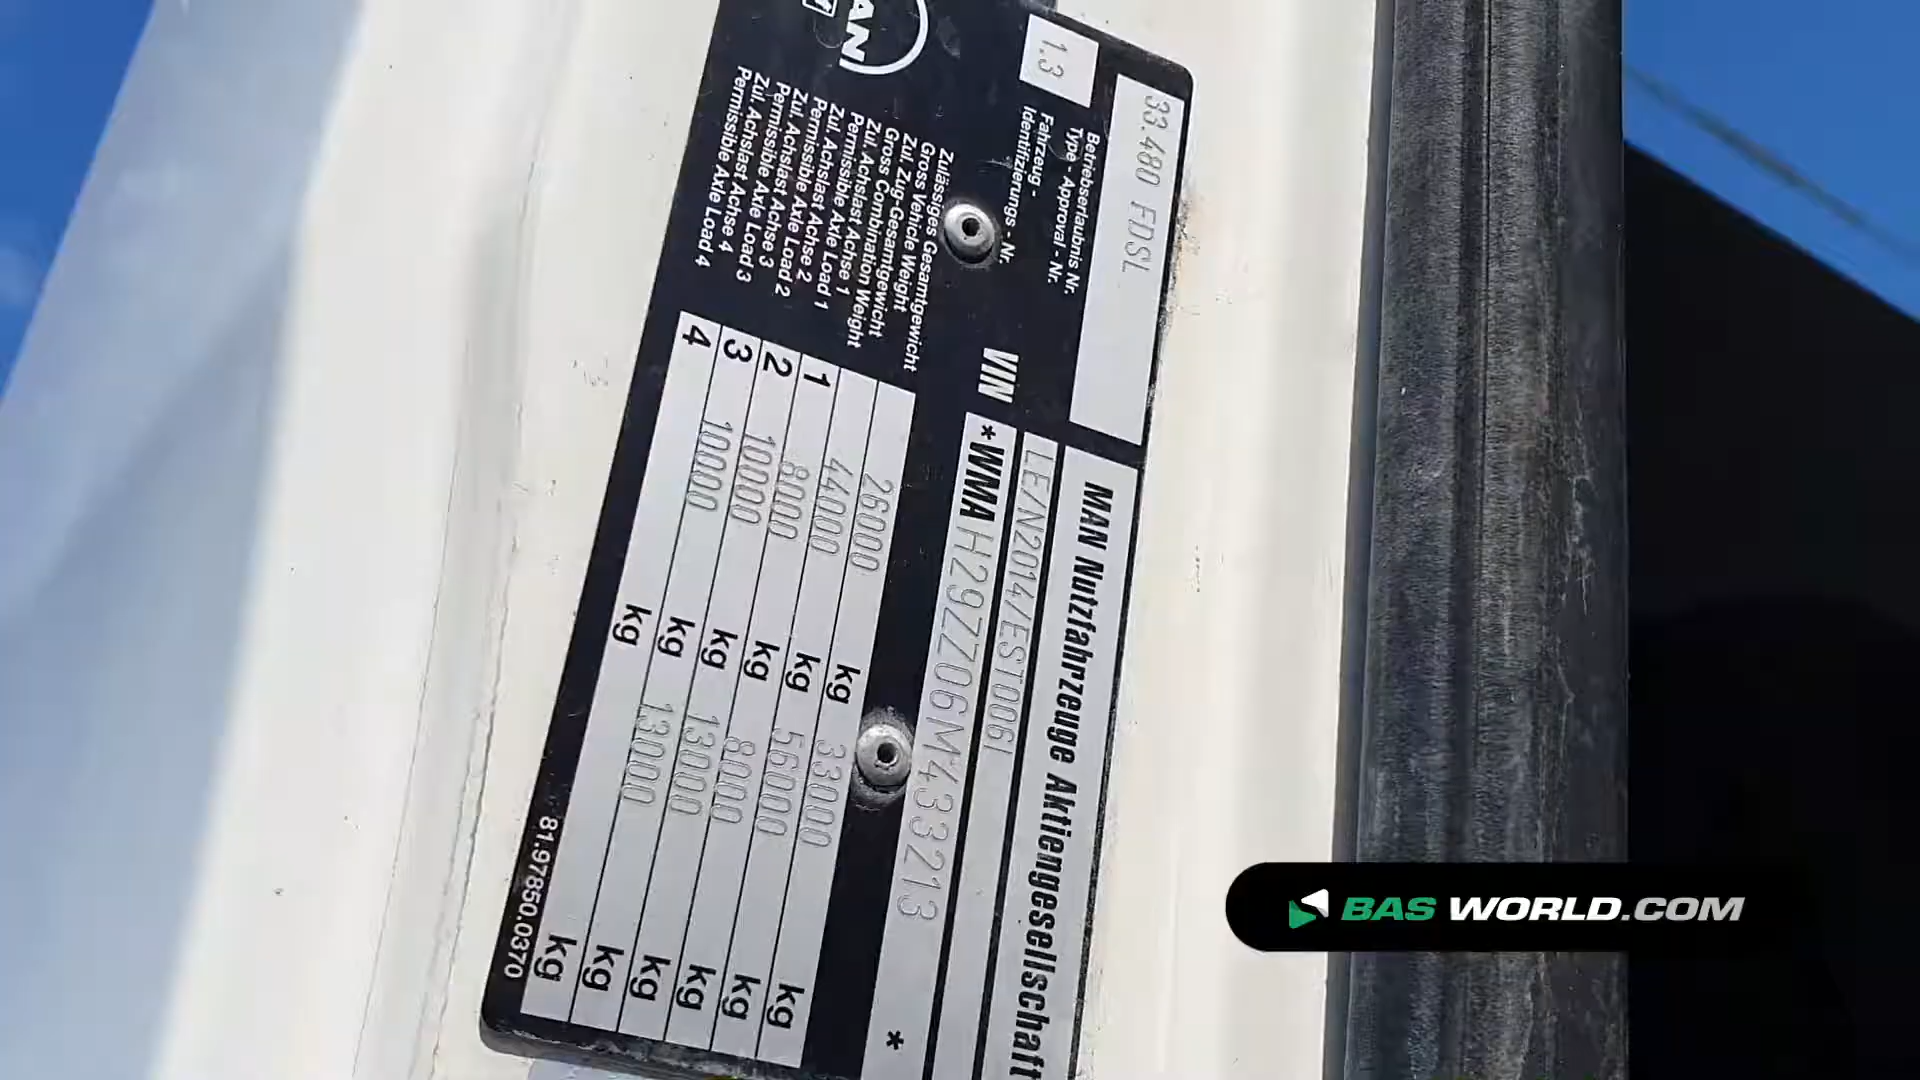 MAN
1.3
33.480 FDSL
MAN Nutzfahrzeuge Aktiengesellschaft
Betriebserlaubnis Nr.
Type - Approval - Nr.
LE/N2014/EST006I
Fahrzeug -
Identifizierungs - Nr.
VIN *WMAH29ZZ06M433213 *
Zulässiges Gesamtgewicht
Gross Vehicle Weight
26000 kg 33000 kg
Zul. Zug-Gesamtgewicht
Gross Combination Weight
44000 kg 56000 kg
Zul. Achslast Achse 1
Permissible Axle Load 1
1 8000 kg 8000 kg
Zul. Achslast Achse 2
Permissible Axle Load 2
2 10000 kg 13000 kg
Zul. Achslast Achse 3
Permissible Axle Load 3
3 10000 kg 13000 kg
Zul. Achslast Achse 4
Permissible Axle Load 4
4 kg kg
81.97850.0370
BAS WORLD.COM